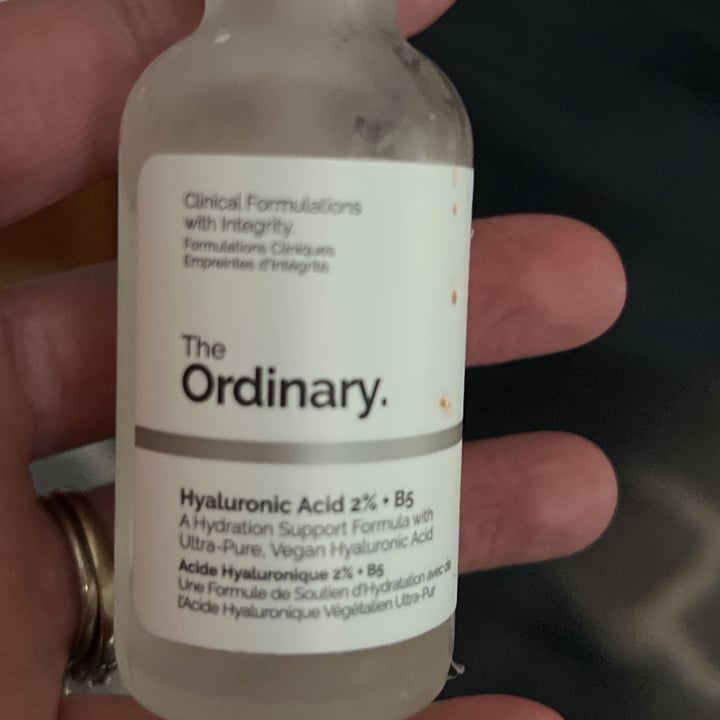 Clinical Formulations
with Integrity.
Formulations Cliniques
Empreintes d'Intégrité.
The
Ordinary.
Hyaluronic Acid 2% + B5
A Hydration Support Formula with
Ultra-Pure, Vegan Hyaluronic Acid
Acide Hyaluronique 2% + B5
Une Formule de Soutien d'Hydratation avec de
l'Acide Hyaluronique Végétalien Ultra-Pur